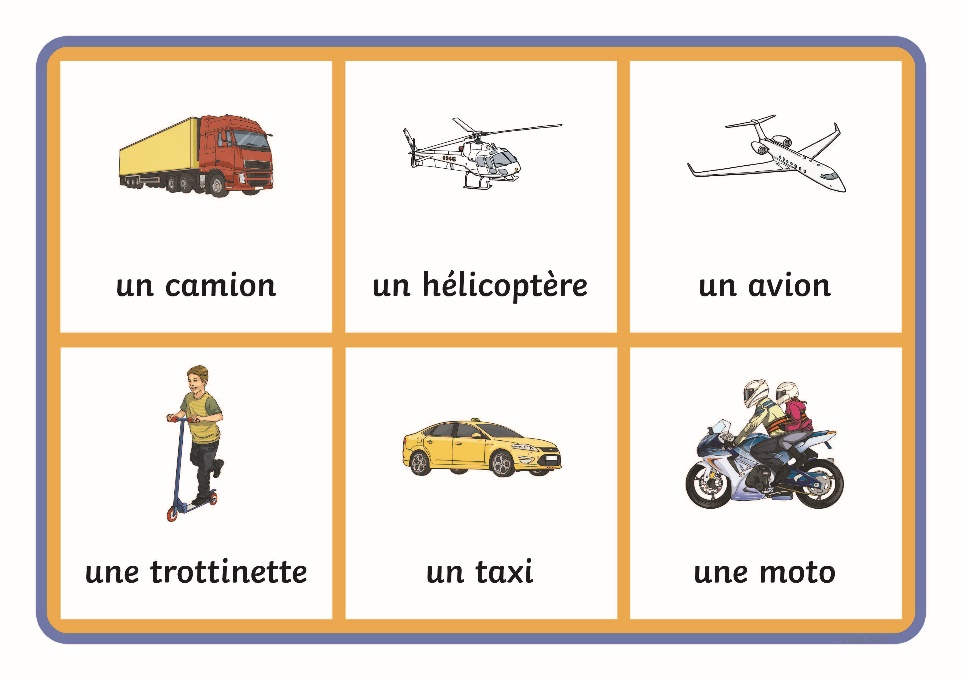 un camion
un hélicoptère
un avion
une trottinette
un taxi
une moto